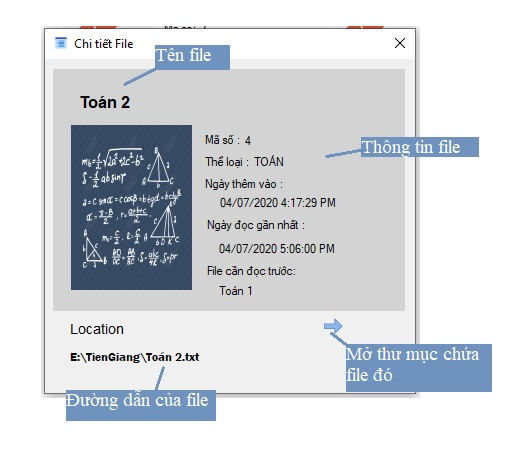 Chi tiết File
Tên file
Toán 2
Mã số : 4
Thể loại : TOÁN
Thông tin file
Ngày thêm vào :
04/07/2020 4:17:29 PM
Ngày đọc gần nhất :
04/07/2020 5:06:00 PM
File cần đọc trước:
Toán 1
Location
E:\TienGiang\Toán 2.txt
Mở thư mục chứa
file đó
Đường dẫn của file